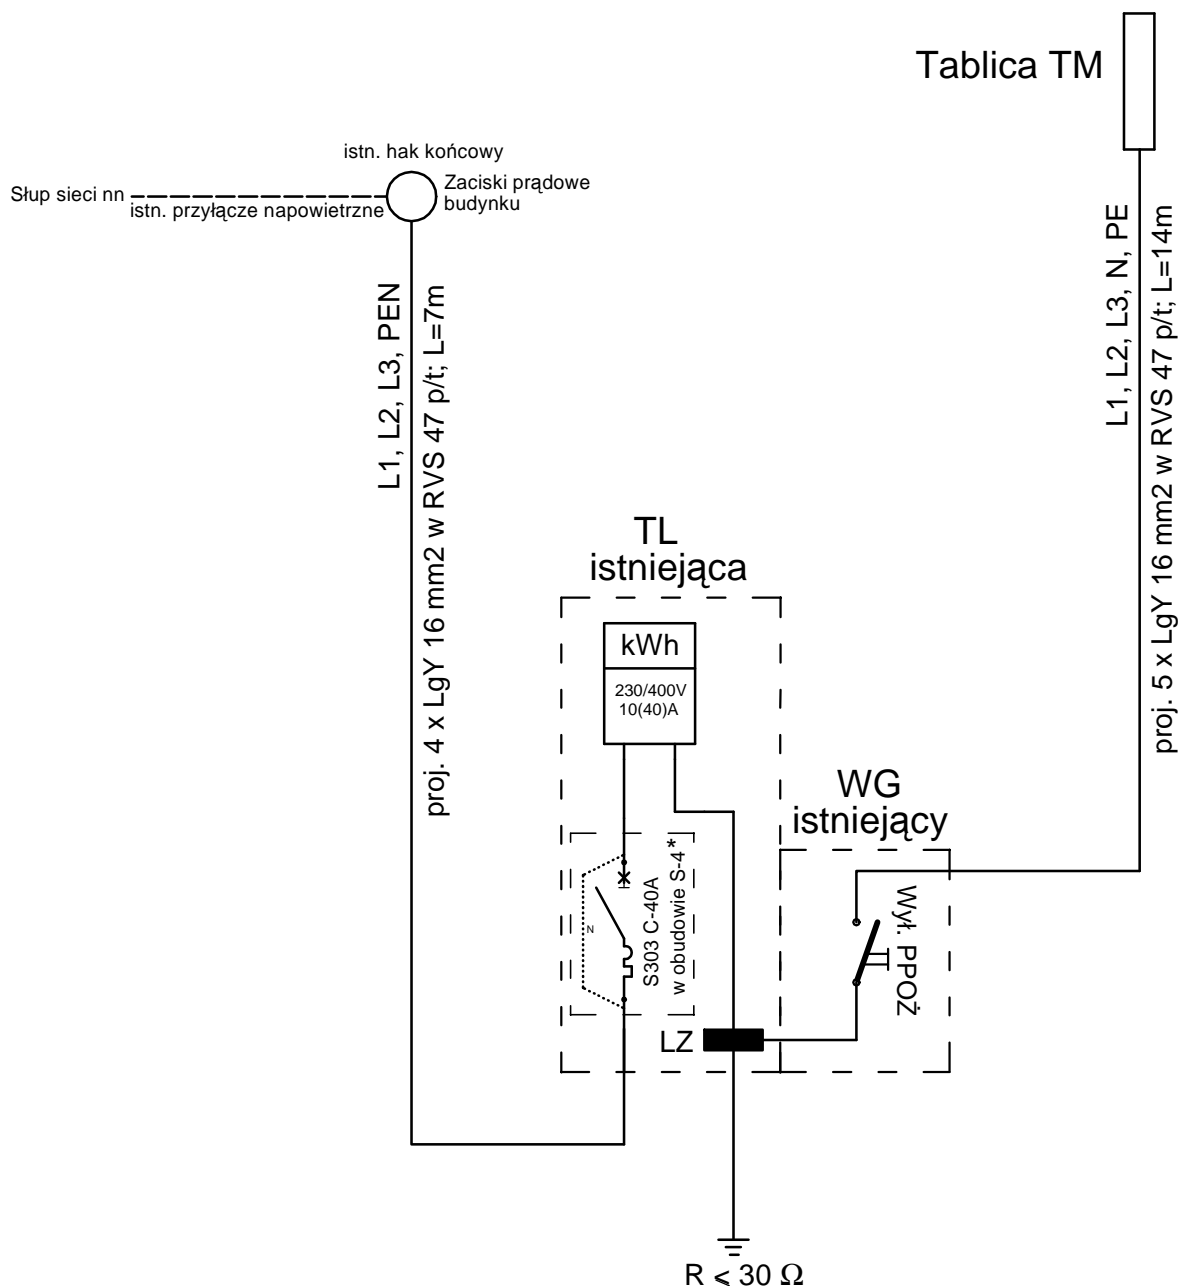 Tablica TM
istn. hak końcowy
Słup sieci nn
istn. przyłącze napowietrzne
Zaciski prądowe
budynku
L1, L2, L3, PEN
proj. 4 x LgY 16 mm2 w RVS 47 p/t; L=7m
L1, L2, L3, N, PE
proj. 5 x LgY 16 mm2 w RVS 47 p/t; L=14m
TL
istniejąca
kWh
230/400V
10(40)A
WG
istniejący
N
S303 C-40A
w obudowie S-4*
Wył. PPOŻ
LZ
R ⩽ 30 Ω